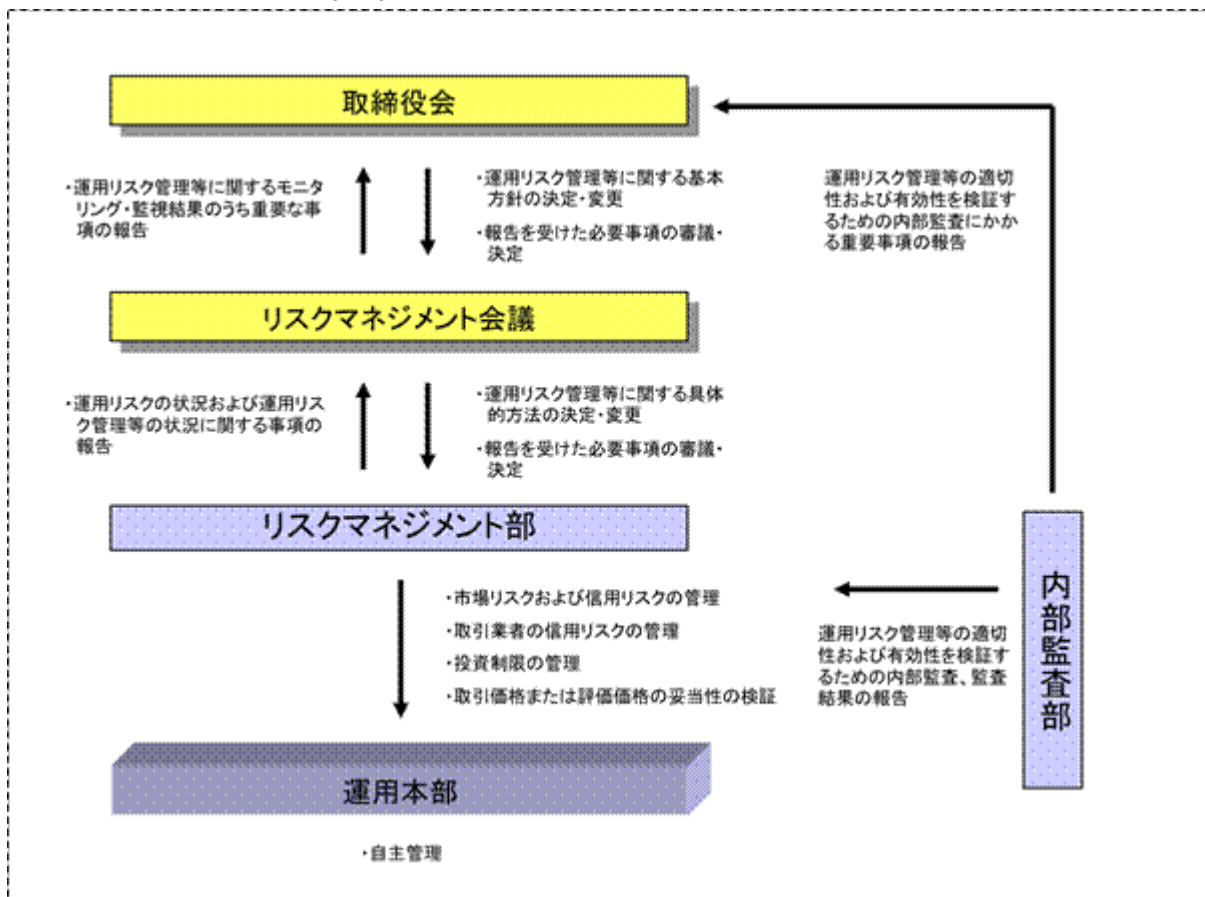 取締役会
・運用リスク管理等に関するモニ
タリング・監視結果のうち重要な事
項の報告
・運用リスク管理等に関する基本
方針の決定・変更
・報告を受けた必要事項の審議・
決定
運用リスク管理等の適切
性および有効性を検証す
るための内部監査にかか
る重要事項の報告
リスクマネジメント会議
・運用リスクの状況および運用リス
ク管理等の状況に関する事項の
報告
・運用リスク管理等に関する具体
的方法の決定・変更
・報告を受けた必要事項の審議・
決定
リスクマネジメント部
・市場リスクおよび信用リスクの管理
・取引業者の信用リスクの管理
・投資制限の管理
・取引価格または評価価格の妥当性の検証
運用リスク管理等の適切
性および有効性を検証す
るための内部監査、監査
結果の報告
内部監査部
運用本部
・自主管理